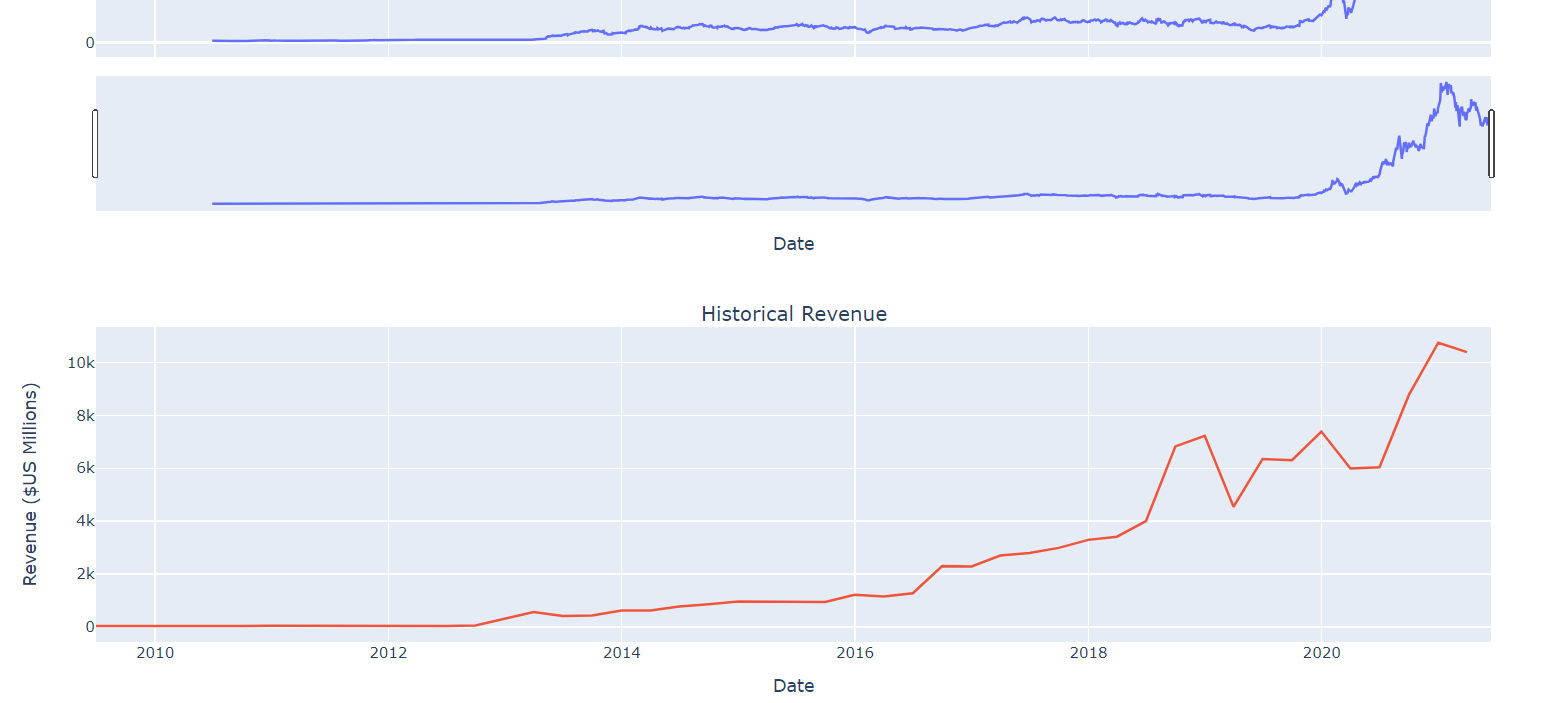 0
Date
Historical Revenue
Revenue ($US Millions)
10k
8k
6k
4k
2k
0
2010 2012 2014 2016 2018 2020
Date